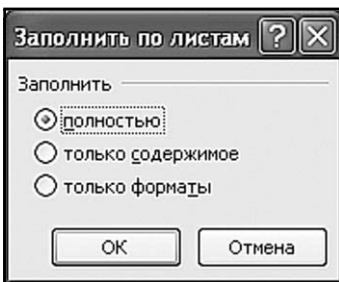 Заполнить по листам
Заполнить
полностью
только содержимое
только форматы
ОК Отмена